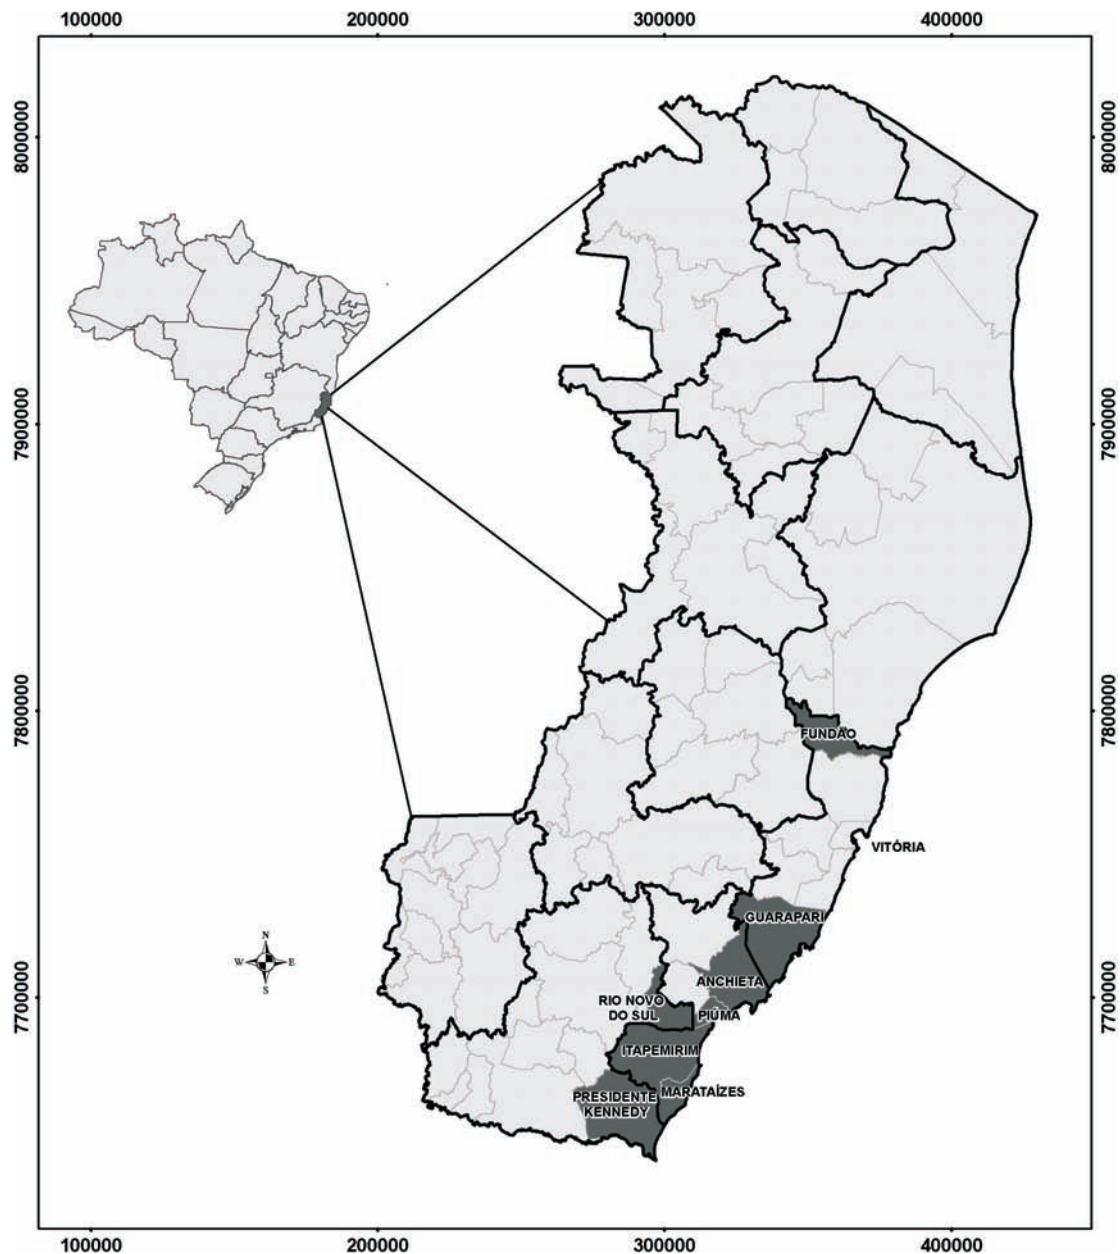 100000 200000 300000 400000
8000000 8000000
7900000 7900000
7800000 7800000
FUNDÃO
VITÓRIA
GUARAPARI
N
W E
S
ANCHIETA
7700000 7700000
RIO NOVO
DO SUL
PIÚMA
ITAPEMIRIM
MARATAÍZES
PRESIDENTE
KENNEDY
100000 200000 300000 400000